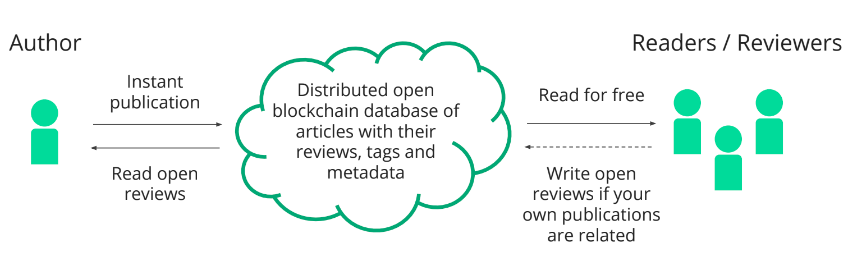 Author
Readers / Reviewers
Instant
publication
Read open
reviews
Distributed open
blockchain database of
articles with their
reviews, tags and
metadata
Read for free
Write open
reviews if your
own publications
are related